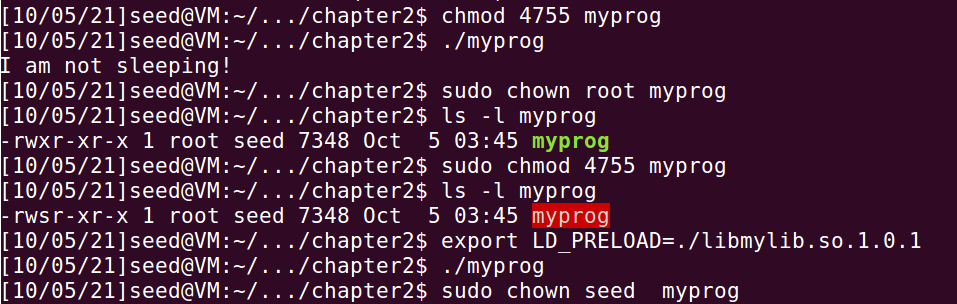 [10/05/21]seed@VM:~/.../chapter2$ chmod 4755 myprog
[10/05/21]seed@VM:~/.../chapter2$ ./myprog
I am not sleeping!
[10/05/21]seed@VM:~/.../chapter2$ sudo chown root myprog
[10/05/21]seed@VM:~/.../chapter2$ ls -l myprog
-rwxr-xr-x 1 root seed 7348 Oct  5 03:45 myprog
[10/05/21]seed@VM:~/.../chapter2$ sudo chmod 4755 myprog
[10/05/21]seed@VM:~/.../chapter2$ ls -l myprog
-rwsr-xr-x 1 root seed 7348 Oct  5 03:45 myprog
[10/05/21]seed@VM:~/.../chapter2$ export LD_PRELOAD=./libmylib.so.1.0.1
[10/05/21]seed@VM:~/.../chapter2$ ./myprog
[10/05/21]seed@VM:~/.../chapter2$ sudo chown seed  myprog